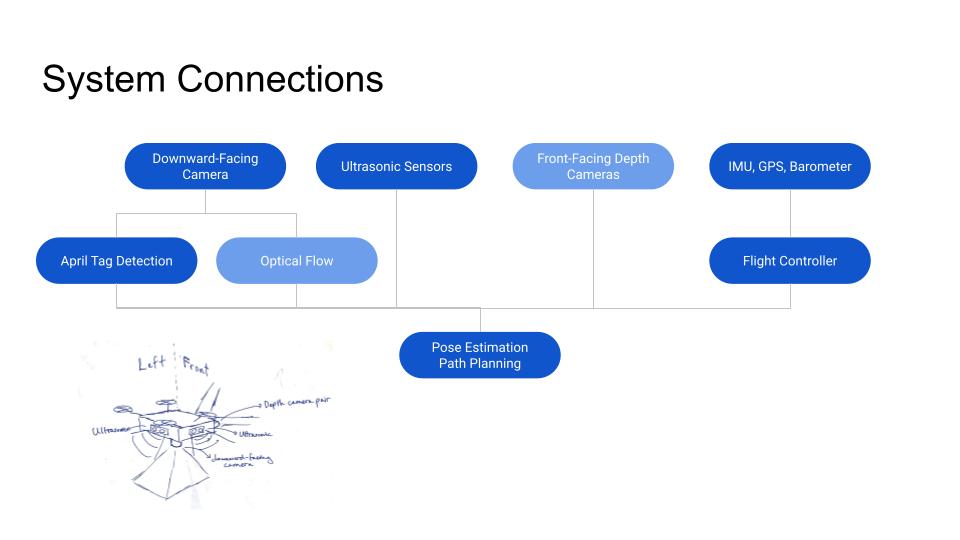 System Connections
Downward-Facing
Camera
Ultrasonic Sensors
Front-Facing Depth
Cameras
IMU, GPS, Barometer
April Tag Detection
Optical Flow
Flight Controller
Pose Estimation
Path Planning
Left Front
Depth camera pair
Ultrasonic
downward-facing
camera